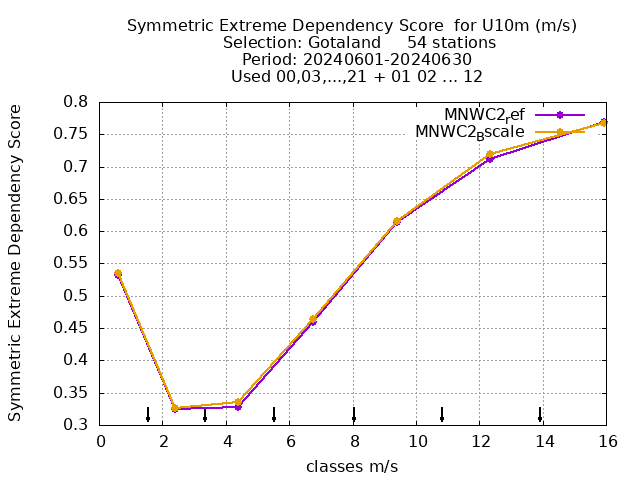 Symmetric Extreme Dependency Score  for U10m (m/s)
Selection: Gotaland     54 stations
Period: 20240601-20240630
Used 00,03,...,21 + 01 02 ... 12
MNWC2ref
MNWC2Bscale
Symmetric Extreme Dependency Score
0.8
0.75
0.7
0.65
0.6
0.55
0.5
0.45
0.4
0.35
0.3
0 2 4 6 8 10 12 14 16
classes m/s